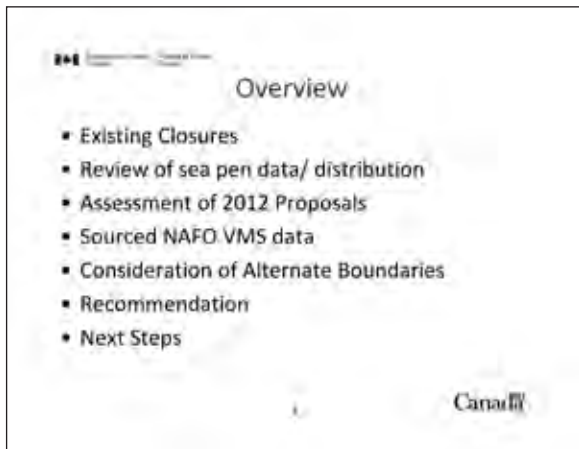 Overview
▪ Existing Closures
▪ Review of sea pen data/ distribution
▪ Assessment of 2012 Proposals
▪ Sourced NAFO VMS data
▪ Consideration of Alternate Boundaries
▪ Recommendation
▪ Next Steps
Canada